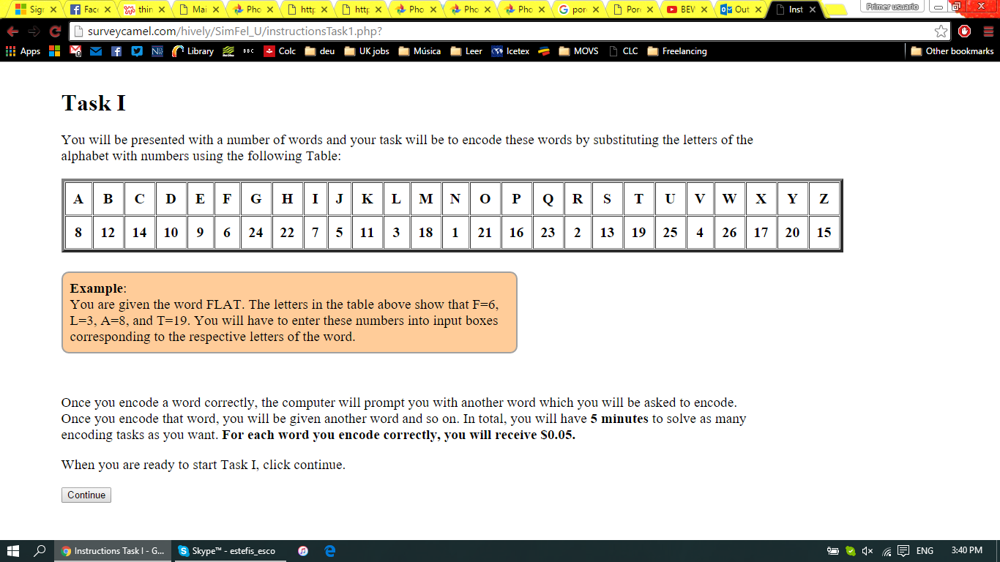 Sign
Face
thin
Mai
Pho
http
http
Pho
Pho
Pho
pore
Pore
BEV
Out
Inst
Primer usuario
surveycamel.com/hively/SimFel_U/instructionsTask1.php?
Apps
Library
BBC
Colc
deu
UK jobs
Música
Leer
Icetex
MOVS
CLC
Freelancing
Other bookmarks
Task I
You will be presented with a number of words and your task will be to encode these words by substituting the letters of the
alphabet with numbers using the following Table:
A B C D E F G H I J K L M N O P Q R S T U V W X Y Z
8 12 14 10 9 6 24 22 7 5 11 3 18 1 21 16 23 2 13 19 25 4 26 17 20 15
Example:
You are given the word FLAT. The letters in the table above show that F=6,
L=3, A=8, and T=19. You will have to enter these numbers into input boxes
corresponding to the respective letters of the word.
Once you encode a word correctly, the computer will prompt you with another word which you will be asked to encode.
Once you encode that word, you will be given another word and so on. In total, you will have 5 minutes to solve as many
encoding tasks as you want. For each word you encode correctly, you will receive $0.05.
When you are ready to start Task I, click continue.
Continue
Instructions Task I - G...
Skype™ - estefis_esco
ENG
3:40 PM